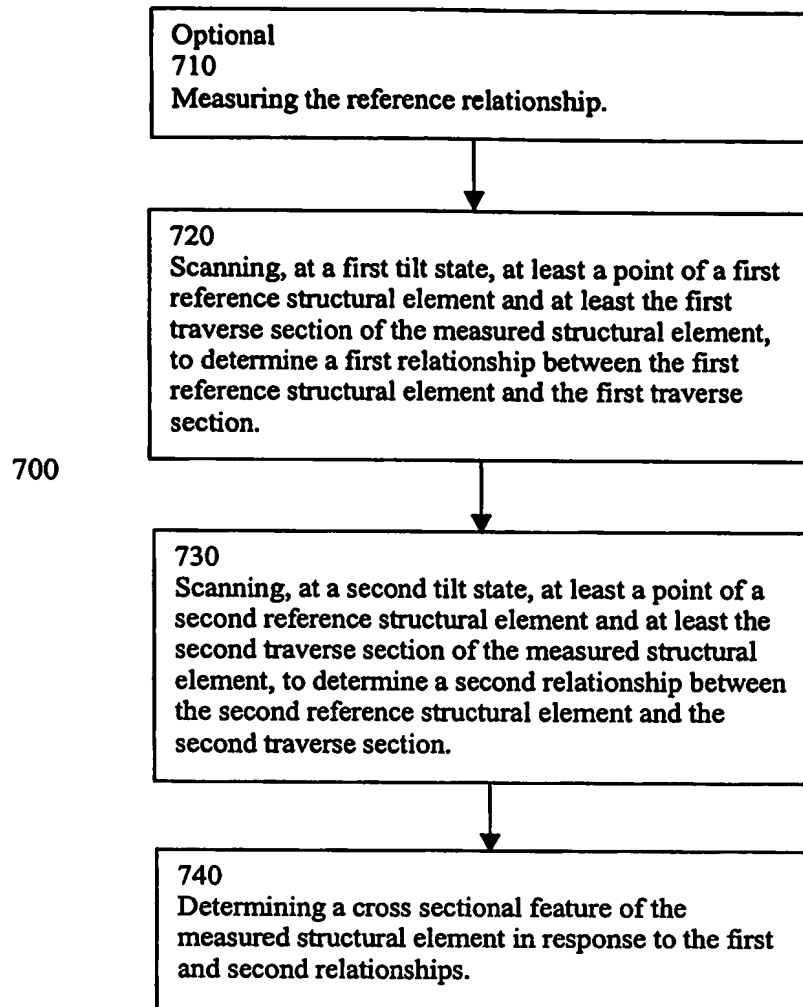 Optional
710
Measuring the reference relationship.
720
Scanning, at a first tilt state, at least a point of a first
reference structural element and at least the first
traverse section of the measured structural element,
to determine a first relationship between the first
reference structural element and the first traverse
section.
700
730
Scanning, at a second tilt state, at least a point of a
second reference structural element and at least the
second traverse section of the measured structural
element, to determine a second relationship between
the second reference structural element and the
second traverse section.
740
Determining a cross sectional feature of the
measured structural element in response to the first
and second relationships.